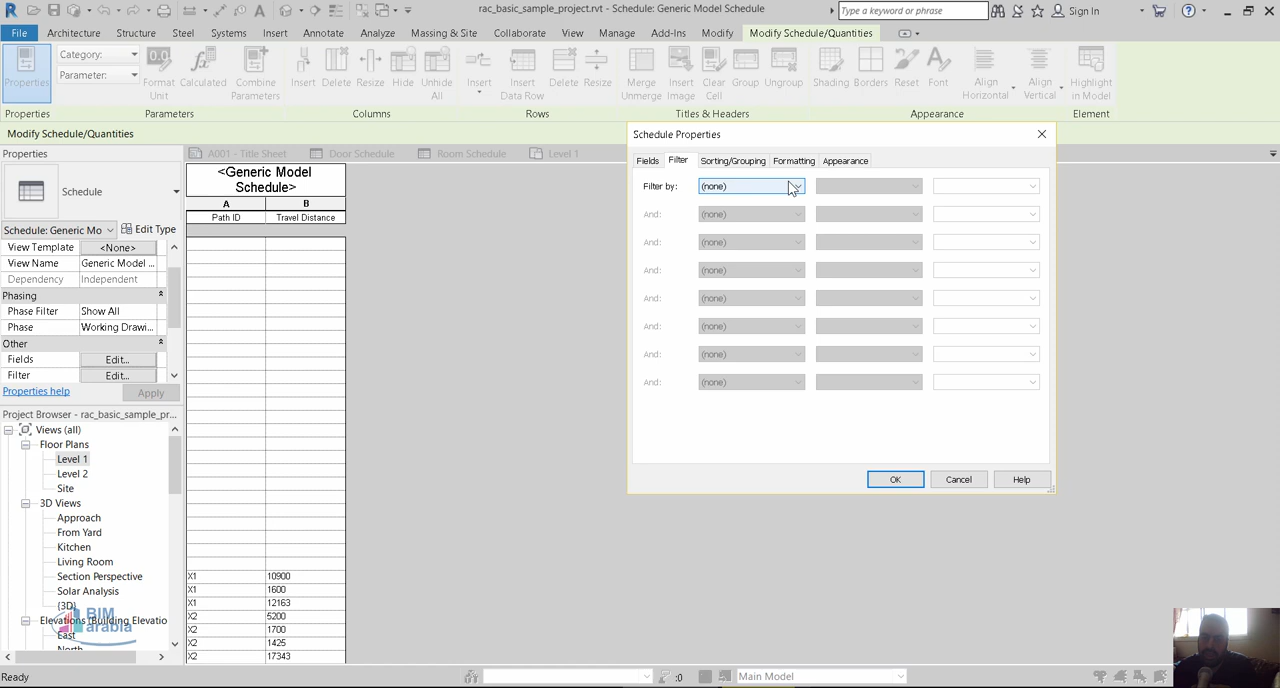 rac_basic_sample_project.rvt - Schedule: Generic Model Schedule
Type a keyword or phrase
Sign In
File
Architecture
Structure
Steel
Systems
Insert
Annotate
Analyze
Massing & Site
Collaborate
View
Manage
Add-Ins
Modify
Modify Schedule/Quantities
Properties
Category:
Parameter:
Format
Unit
Calculated
Combine
Parameters
Insert
Delete
Resize
Hide
Unhide
All
Insert
Insert
Data Row
Delete
Resize
Merge
Unmerge
Insert
Image
Clear
Cell
Group
Ungroup
Shading
Borders
Reset
Font
Align
Horizontal
Align
Vertical
Highlight
in Model
Properties
Parameters
Columns
Rows
Titles & Headers
Appearance
Element
Modify Schedule/Quantities
Properties
Schedule
Schedule: Generic Mo
Edit Type
View Template
<None>
View Name
Generic Model ...
Dependency
Independent
Phasing
Phase Filter
Show All
Phase
Working Drawi...
Other
Fields
Edit...
Filter
Edit...
Properties help
Apply
Project Browser - rac_basic_sample_pr...
Views (all)
Floor Plans
Level 1
Level 2
Site
3D Views
Approach
From Yard
Kitchen
Living Room
Section Perspective
Solar Analysis
{3D}
Elevations (Building Elevatio
East
North
BIM
arabia
A001 - Title Sheet
Door Schedule
Room Schedule
Level 1
<Generic Model
Schedule>
A B
Path ID Travel Distance
X1 10900
X1 1600
X1 12163
X2 5200
X2 1700
X2 1425
X2 17343
Schedule Properties
Fields
Filter
Sorting/Grouping
Formatting
Appearance
Filter by: (none)
And: (none)
And: (none)
And: (none)
And: (none)
And: (none)
And: (none)
And: (none)
OK
Cancel
Help
Ready
:0
Main Model